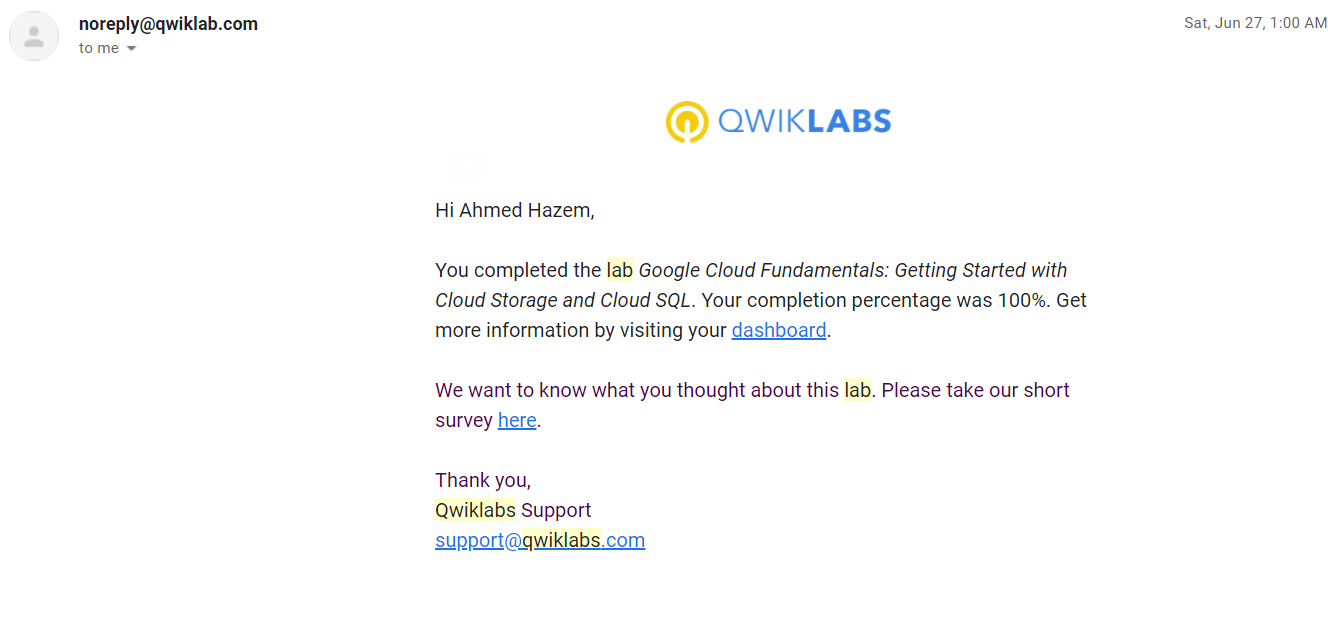 noreply@qwiklab.com
Sat, Jun 27, 1:00 AM
to me
QWIKLABS
Hi Ahmed Hazem,
You completed the lab Google Cloud Fundamentals: Getting Started with
Cloud Storage and Cloud SQL. Your completion percentage was 100%. Get
more information by visiting your dashboard.
We want to know what you thought about this lab. Please take our short
survey here.
Thank you,
Qwiklabs Support
support@qwiklabs.com